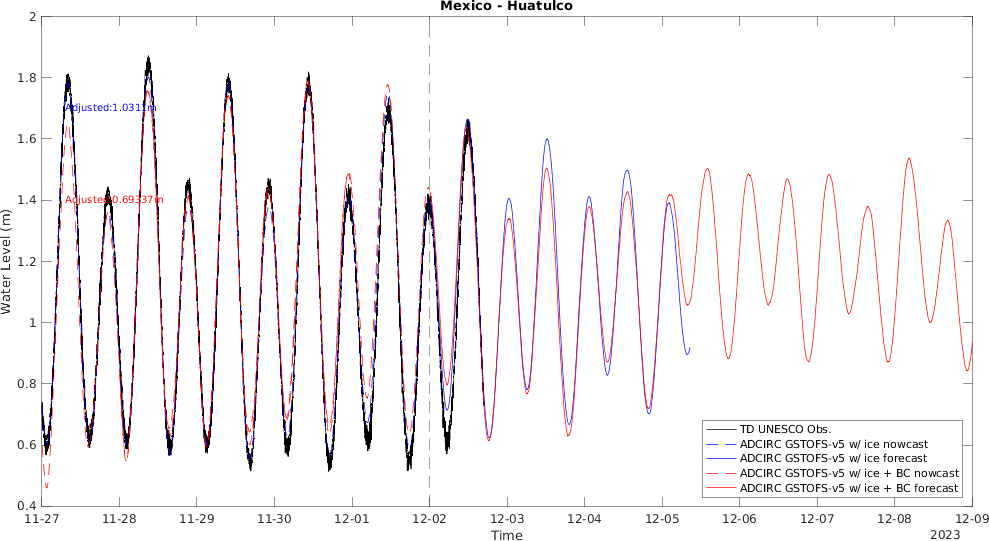 Mexico - Huatulco
2
1.8
1.6
1.4
1.2
1
0.8
0.6
0.4
Water Level (m)
Adjusted:1.0311m
Adjusted:0.69337m
TD UNESCO Obs.
ADCIRC GSTOFS-v5 w/ ice nowcast
ADCIRC GSTOFS-v5 w/ ice forecast
ADCIRC GSTOFS-v5 w/ ice + BC nowcast
ADCIRC GSTOFS-v5 w/ ice + BC forecast
11-27 11-28 11-29 11-30 12-01 12-02 12-03 12-04 12-05 12-06 12-07 12-08 12-09
Time
2023